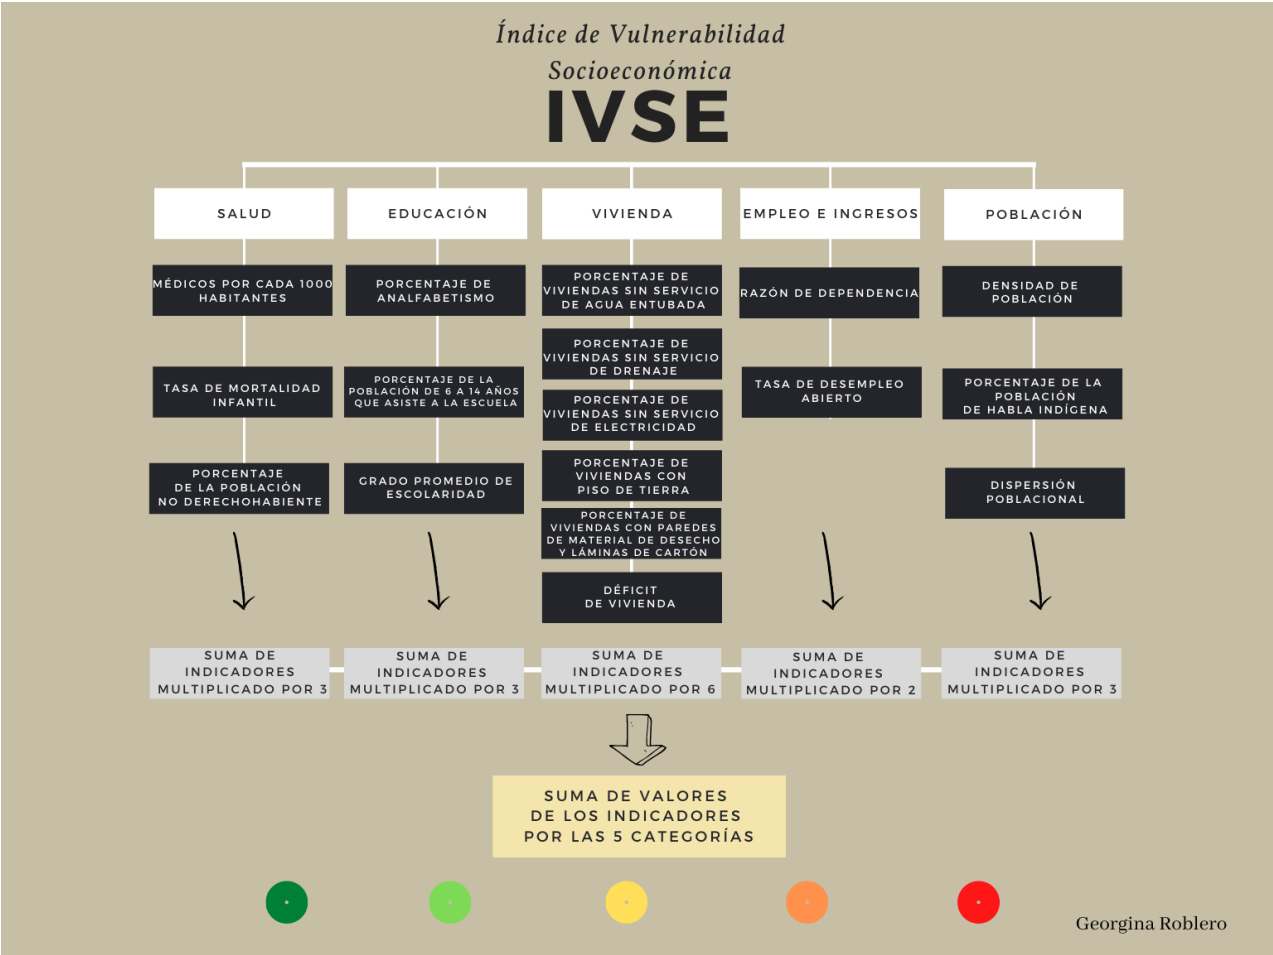 Índice de Vulnerabilidad
Socioeconómica
IVSE
SALUD
MÉDICOS POR CADA 1000
HABITANTES
TASA DE MORTALIDAD
INFANTIL
PORCENTAJE
DE LA POBLACIÓN
NO DERECHOHABIENTE
SUMA DE
INDICADORES
MULTIPLICADO POR 3
EDUCACIÓN
PORCENTAJE DE
ANALFABETISMO
PORCENTAJE DE LA
POBLACIÓN DE 6 A 14 AÑOS
QUE ASISTE A LA ESCUELA
GRADO PROMEDIO DE
ESCOLARIDAD
SUMA DE
INDICADORES
MULTIPLICADO POR 3
VIVIENDA
PORCENTAJE DE
VIVIENDAS SIN SERVICIO
DE AGUA ENTUBADA
PORCENTAJE DE
VIVIENDAS SIN SERVICIO
DE DRENAJE
PORCENTAJE DE
VIVIENDAS SIN SERVICIO
DE ELECTRICIDAD
PORCENTAJE DE
VIVIENDAS CON
PISO DE TIERRA
PORCENTAJE DE
VIVIENDAS CON PAREDES
DE MATERIAL DE DESECHO
Y LÁMINAS DE CARTÓN
DÉFICIT
DE VIVIENDA
SUMA DE
INDICADORES
MULTIPLICADO POR 6
EMPLEO E INGRESOS
RAZÓN DE DEPENDENCIA
TASA DE DESEMPLEO
ABIERTO
SUMA DE
INDICADORES
MULTIPLICADO POR 2
POBLACIÓN
DENSIDAD DE
POBLACIÓN
PORCENTAJE DE LA
POBLACIÓN
DE HABLA INDÍGENA
DISPERSIÓN
POBLACIONAL
SUMA DE
INDICADORES
MULTIPLICADO POR 3
SUMA DE VALORES
DE LOS INDICADORES
POR LAS 5 CATEGORÍAS
Georgina Roblero